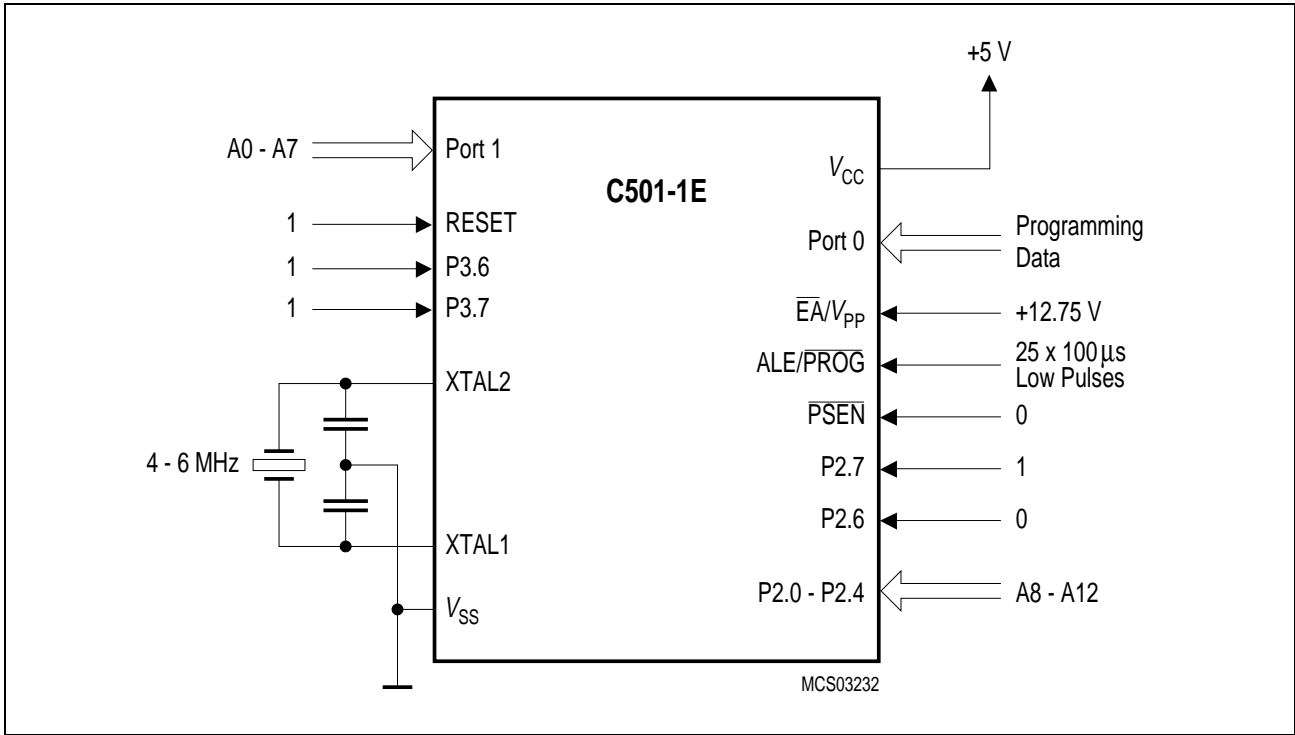 +5 V
A0 - A7
Port 1
C501-1E
VCC
1
RESET
Port 0
Programming
Data
1
P3.6
1
P3.7
EA/VPP
+12.75 V
ALE/PROG
25 x 100 µs
Low Pulses
XTAL2
PSEN
0
4 - 6 MHz
P2.7
1
P2.6
0
XTAL1
P2.0 - P2.4
A8 - A12
VSS
MCS03232